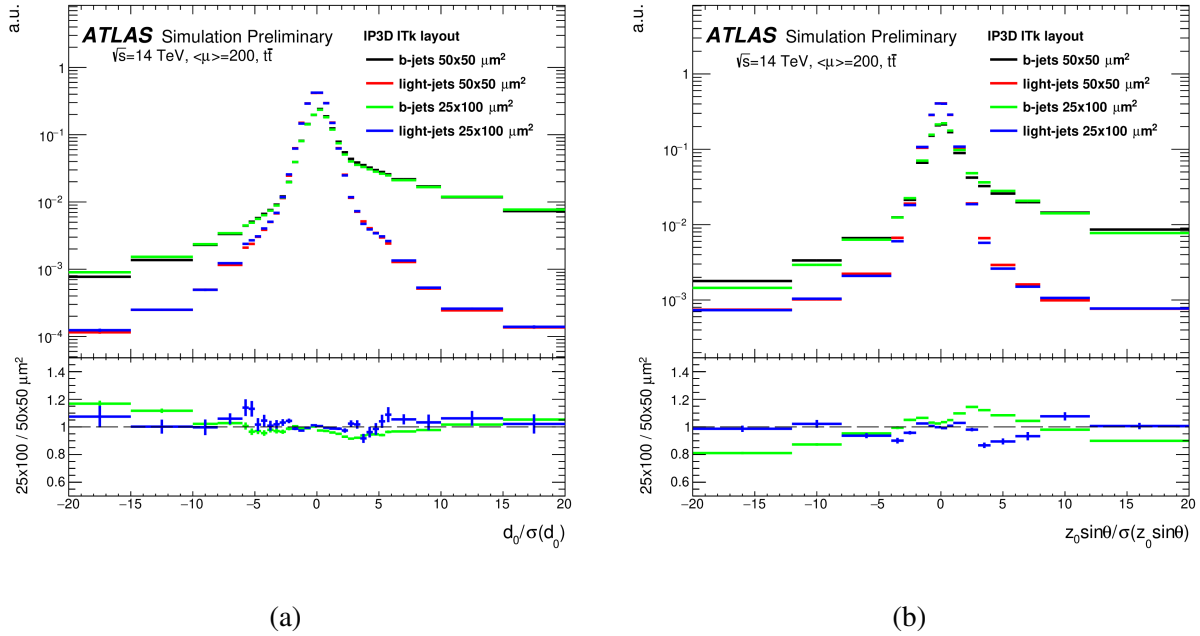 a.u.
ATLAS Simulation Preliminary
√s=14 TeV, <μ>=200, tt̄
IP3D ITk layout
b-jets 50x50 μm²
light-jets 50x50 μm²
b-jets 25x100 μm²
light-jets 25x100 μm²
1
10⁻¹
10⁻²
10⁻³
10⁻⁴
25x100 / 50x50 μm²
1.4
1.2
1
0.8
0.6
−20 −15 −10 −5 0 5 10 15 20
d₀/σ(d₀)
(a)
a.u.
ATLAS Simulation Preliminary
√s=14 TeV, <μ>=200, tt̄
IP3D ITk layout
b-jets 50x50 μm²
light-jets 50x50 μm²
b-jets 25x100 μm²
light-jets 25x100 μm²
1
10⁻¹
10⁻²
10⁻³
25x100 / 50x50 μm²
1.4
1.2
1
0.8
0.6
−20 −15 −10 −5 0 5 10 15 20
z₀sinθ/σ(z₀sinθ)
(b)